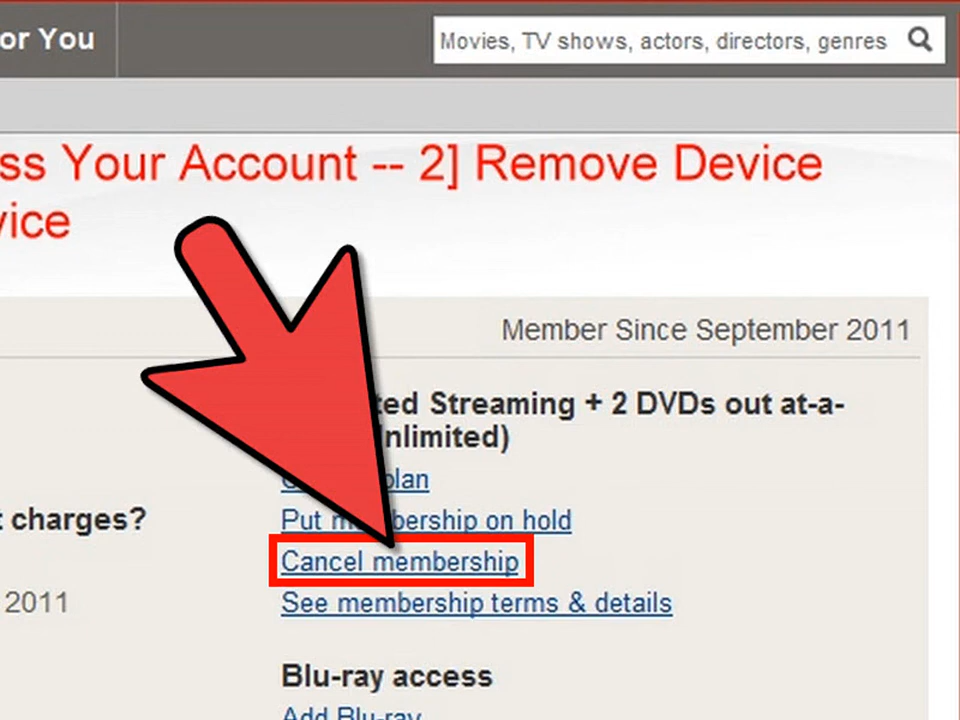 or You
Movies, TV shows, actors, directors, genres
ss Your Account -- 2] Remove Device
vice
Member Since September 2011
ted Streaming + 2 DVDs out at-a-
nlimited)
plan
charges?
Put membership on hold
Cancel membership
2011
See membership terms & details
Blu-ray access
Add Blu-ray